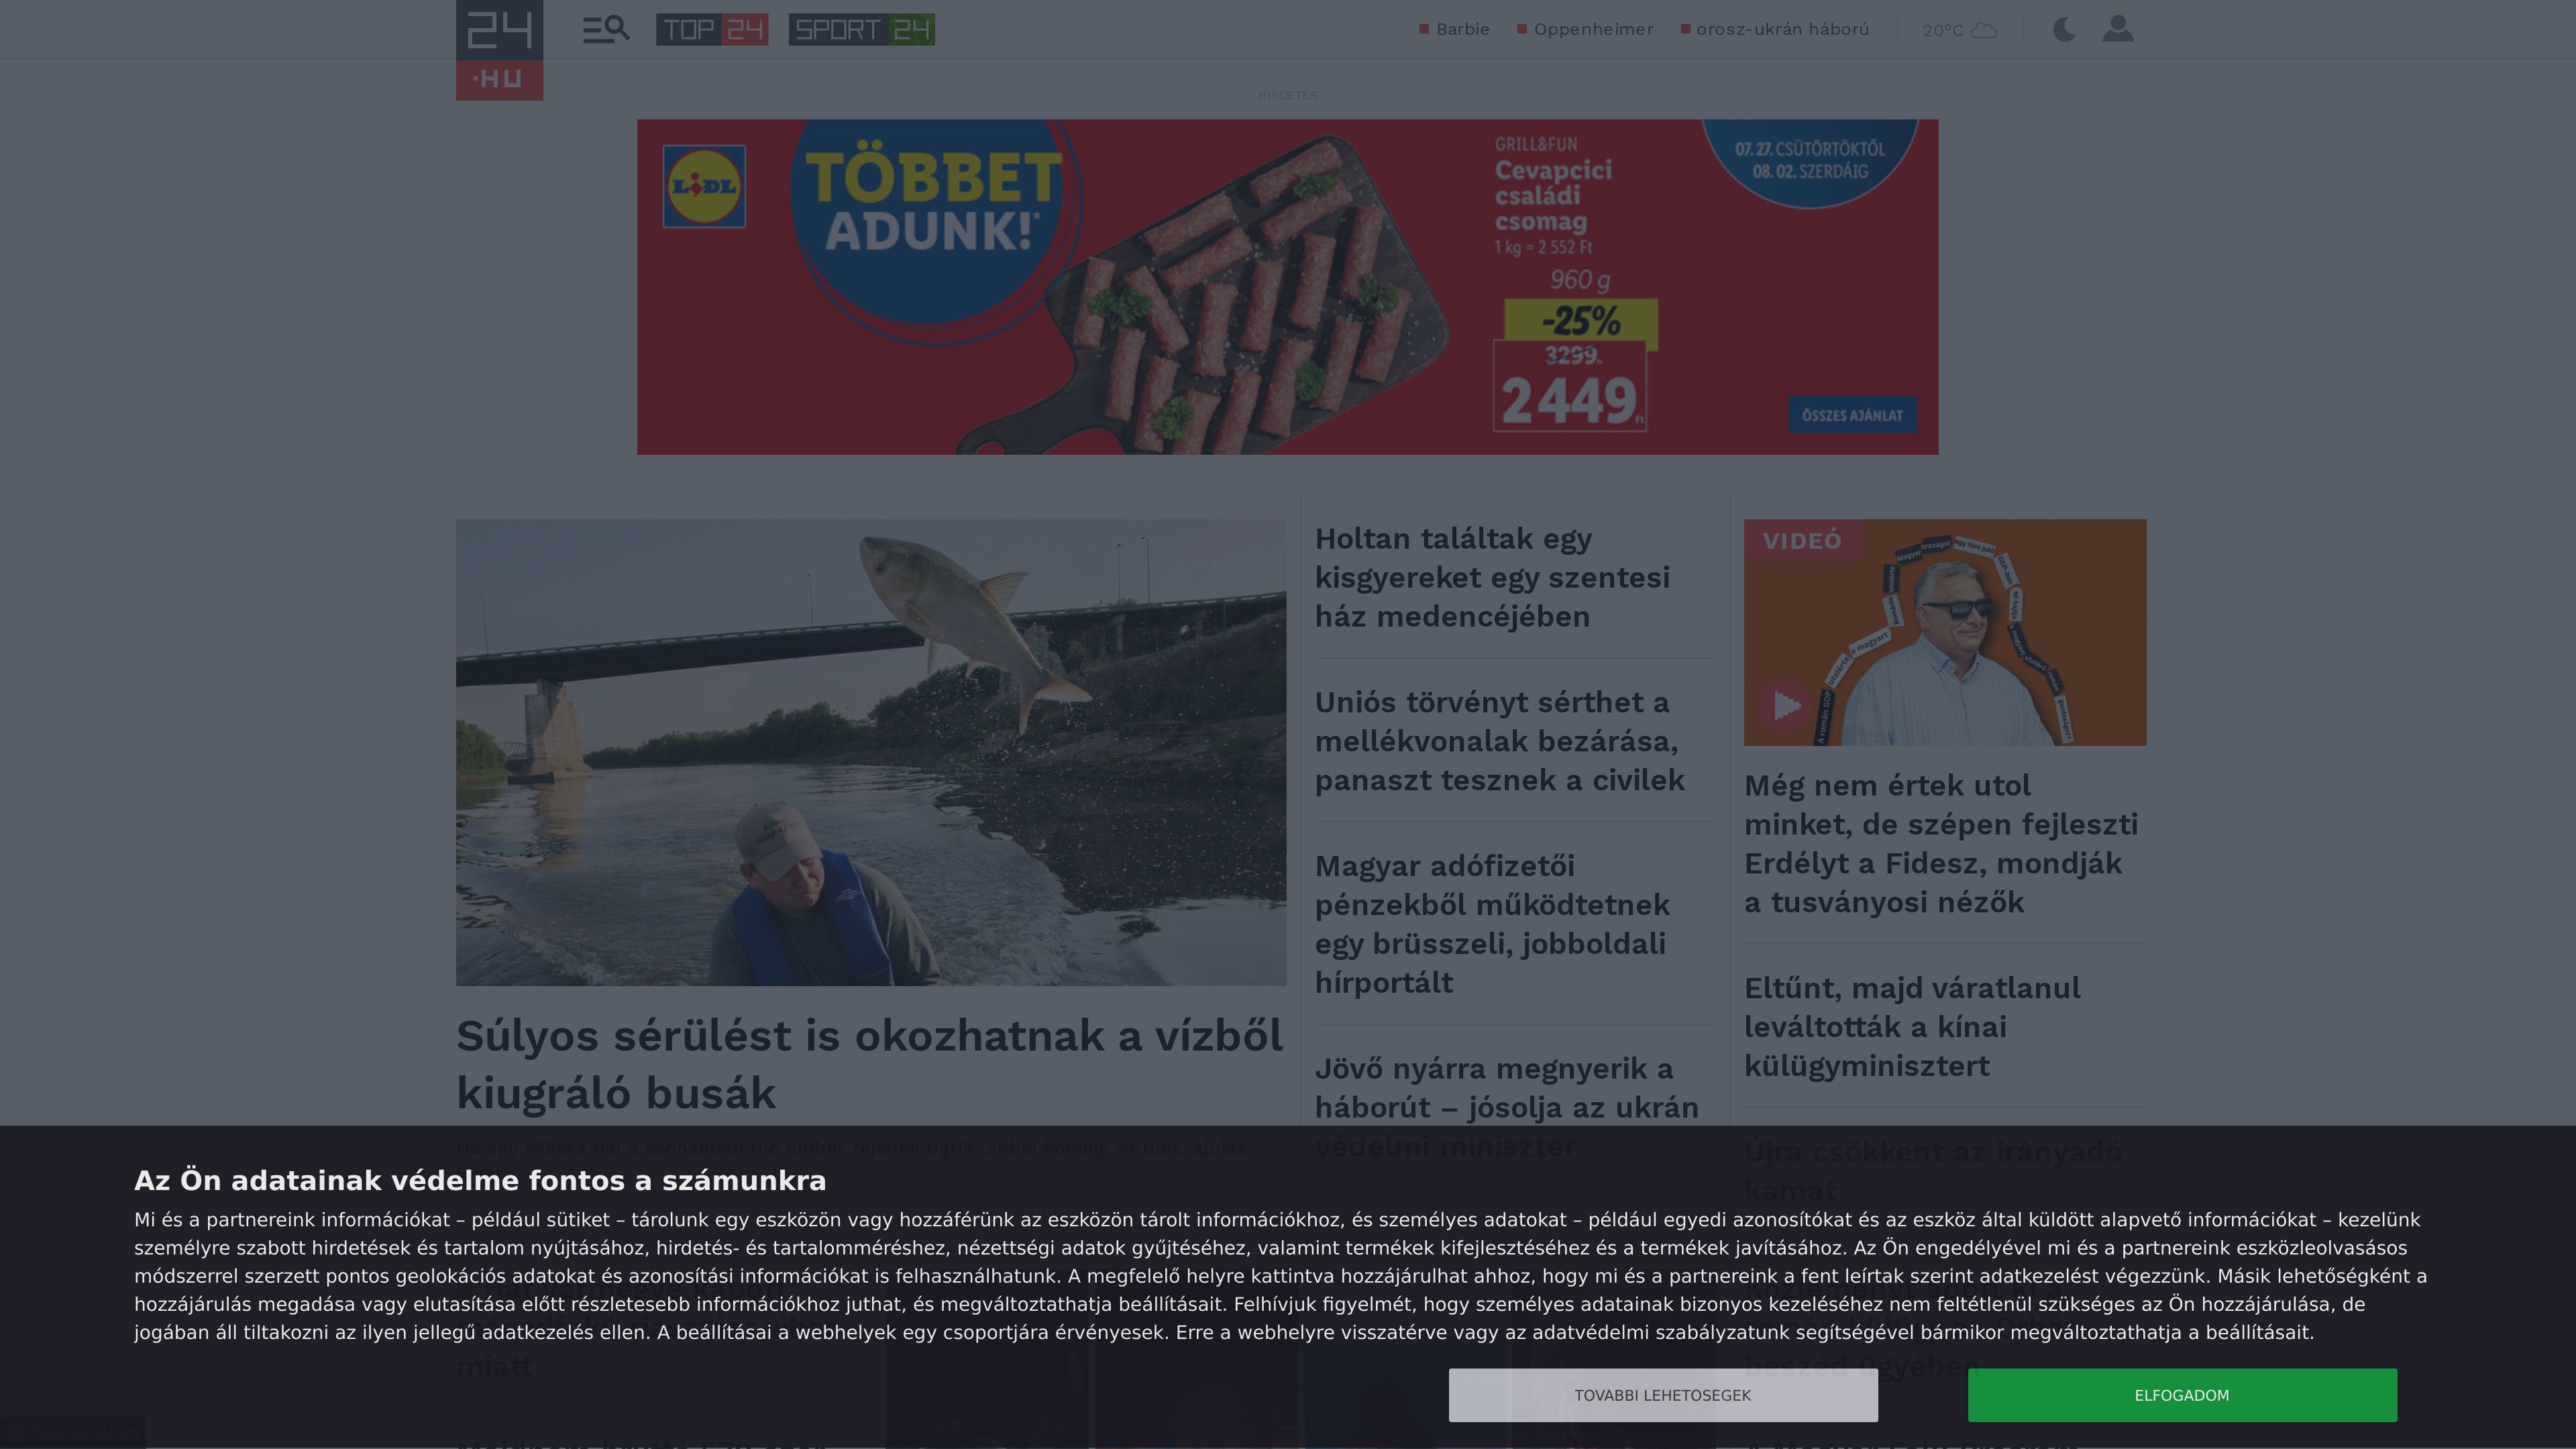 24
.HU
TOP 24
SPORT 24
Barbie
Oppenheimer
orosz-ukrán háború
20°C
HIRDETÉS
LIDL
TÖBBET
ADUNK!*
GRILL&FUN
Cevapcici
családi
csomag
1 kg = 2 552 Ft
960 g
-25%
3299.
2 449 Ft
07. 27. CSÜTÖRTÖKTŐL
08. 02. SZERDÁIG
ÖSSZES AJÁNLAT
Súlyos sérülést is okozhatnak a vízből
kiugráló busák
Ha egy ekkora hal a csónakban ülő ember fejének ugrik, abból komoly sérülés, ájulás
Holtan találtak egy
kisgyereket egy szentesi
ház medencéjében
Uniós törvényt sérthet a
mellékvonalak bezárása,
panaszt tesznek a civilek
Magyar adófizetői
pénzekből működtetnek
egy brüsszeli, jobboldali
hírportált
Jövő nyárra megnyerik a
háborút – jósolja az ukrán
védelmi miniszter
VIDEÓ
Még nem értek utol
minket, de szépen fejleszti
Erdélyt a Fidesz, mondják
a tusványosi nézők
Eltűnt, majd váratlanul
leváltották a kínai
külügyminisztert
Újra csökkent az irányadó
kamat
Az Ön adatainak védelme fontos a számunkra
Mi és a partnereink információkat – például sütiket – tárolunk egy eszközön vagy hozzáférünk az eszközön tárolt információkhoz, és személyes adatokat – például egyedi azonosítókat és az eszköz által küldött alapvető információkat – kezelünk
személyre szabott hirdetések és tartalom nyújtásához, hirdetés- és tartalomméréshez, nézettségi adatok gyűjtéséhez, valamint termékek kifejlesztéséhez és a termékek javításához. Az Ön engedélyével mi és a partnereink eszközleolvasásos
módszerrel szerzett pontos geolokációs adatokat és azonosítási információkat is felhasználhatunk. A megfelelő helyre kattintva hozzájárulhat ahhoz, hogy mi és a partnereink a fent leírtak szerint adatkezelést végezzünk. Másik lehetőségként a
hozzájárulás megadása vagy elutasítása előtt részletesebb információkhoz juthat, és megváltoztathatja beállításait. Felhívjuk figyelmét, hogy személyes adatainak bizonyos kezeléséhez nem feltétlenül szükséges az Ön hozzájárulása, de
jogában áll tiltakozni az ilyen jellegű adatkezelés ellen. A beállításai a webhelyek egy csoportjára érvényesek. Erre a webhelyre visszatérve vagy az adatvédelmi szabályzatunk segítségével bármikor megváltoztathatja a beállításait.
miatt
beszéd ügyében
TOVÁBBI LEHETŐSÉGEK
ELFOGADOM